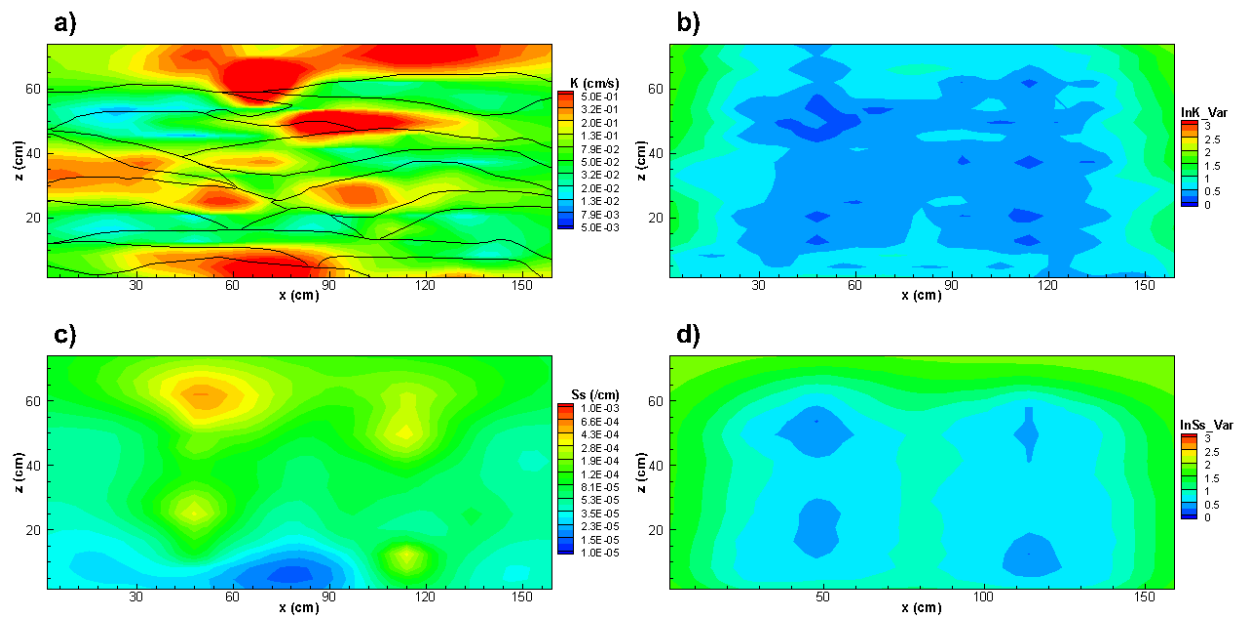 a)
b)
60
40
20
z (cm)
30
60
90
120
150
x (cm)
K (cm/s)
5.0E-01
3.2E-01
2.0E-01
1.3E-01
7.9E-02
5.0E-02
3.2E-02
2.0E-02
1.3E-02
7.9E-03
5.0E-03
60
40
20
z (cm)
30
60
90
120
150
x (cm)
lnK_Var
3
2.5
2
1.5
1
0.5
0
c)
d)
60
40
20
z (cm)
30
60
90
120
150
x (cm)
Ss (/cm)
1.0E-03
6.6E-04
4.3E-04
2.9E-04
1.9E-04
1.2E-04
8.1E-05
5.3E-05
3.5E-05
2.3E-05
1.5E-05
1.0E-05
60
40
20
z (cm)
50
100
150
x (cm)
lnSs_Var
3
2.5
2
1.5
1
0.5
0